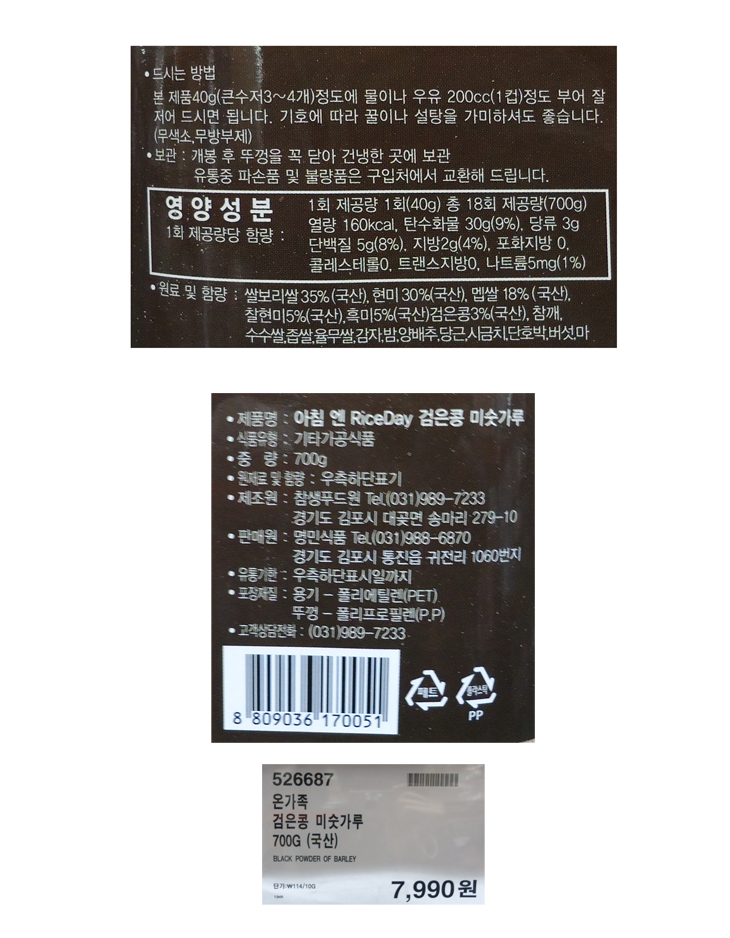 • 드시는 방법
본 제품40g(큰수저3～4개)정도에 물이나 우유 200cc(1컵)정도 부어 잘
저어 드시면 됩니다. 기호에 따라 꿀이나 설탕을 가미하셔도 좋습니다.
(무색소,무방부제)
• 보관 : 개봉 후 뚜껑을 꼭 닫아 건냉한 곳에 보관
유통중 파손품 및 불량품은 구입처에서 교환해 드립니다.
영양성분
1회 제공량당 함량 :
1회 제공량 1회(40g) 총 18회 제공량(700g)
열량 160kcal, 탄수화물 30g(9%), 당류 3g
단백질 5g(8%), 지방2g(4%), 포화지방 0,
콜레스테롤0, 트랜스지방0, 나트륨5mg(1%)
• 원료 및 함량 : 쌀보리쌀35%(국산), 현미30%(국산), 멥쌀 18% (국산),
찰현미5%(국산),흑미5%(국산)검은콩3%(국산), 참깨,
수수쌀,좁쌀,율무쌀,감자,밤,양배추,당근,시금치,단호박,버섯,마
• 제품명 : 아침 엔 RiceDay 검은콩 미숫가루
• 식품유형 : 기타가공식품
• 중 량 : 700g
• 원재료 및 함량 : 우측하단표기
• 제조원 : 참생푸드원 Tel.(031)989-7233
경기도 김포시 대곶면 송마리 279-10
• 판매원 : 명민식품 Tel.(031)988-6870
경기도 김포시 통진읍 귀전리 1060번지
• 유통기한 : 우측하단표시일까지
• 포장재질 : 용기 - 폴리에틸렌(PET)
뚜껑 - 폴리프로필렌(P.P)
• 고객상담전화 : (031)989-7233
8 809036 170051
페트
플라스틱
PP
526687
온가족
검은콩 미숫가루
700G (국산)
BLACK POWDER OF BARLEY
단가:₩114/10G
7,990원